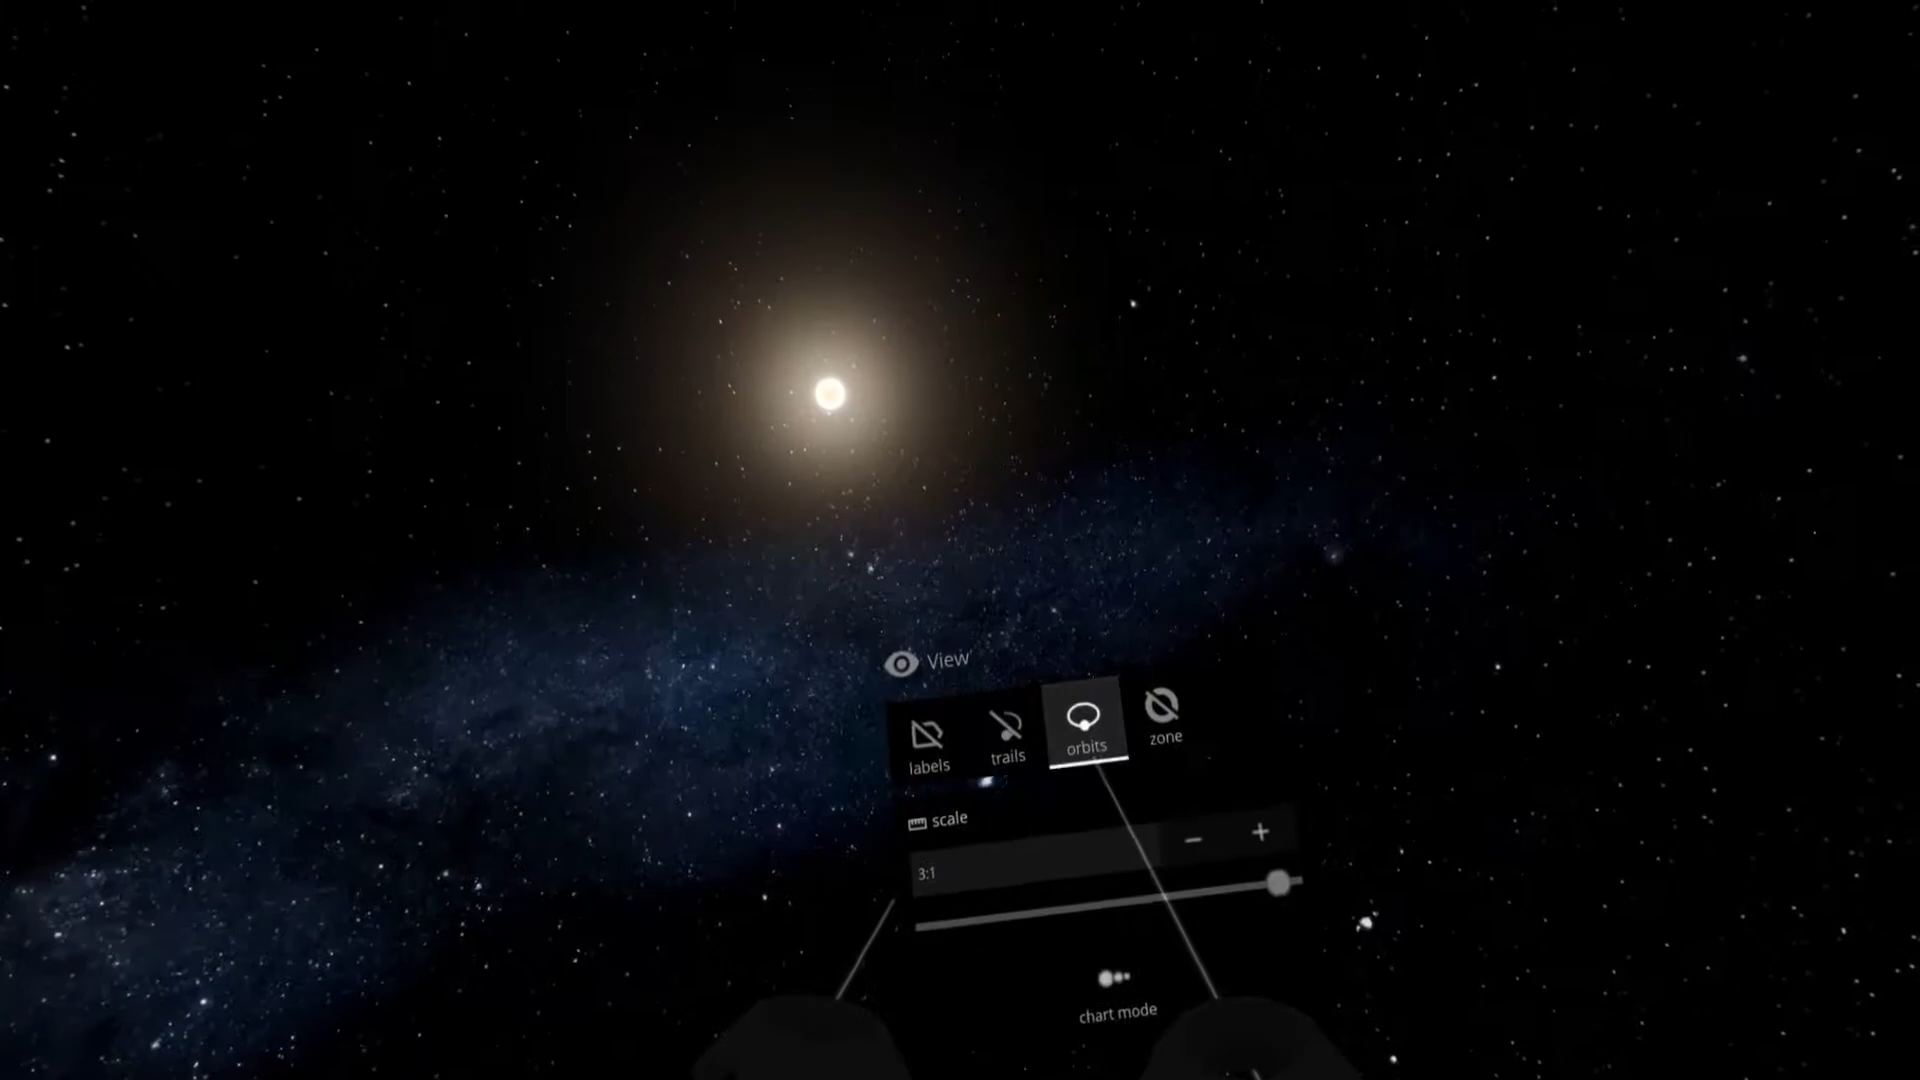 View
labels
trails
orbits
zone
scale
3:1
− +
chart mode